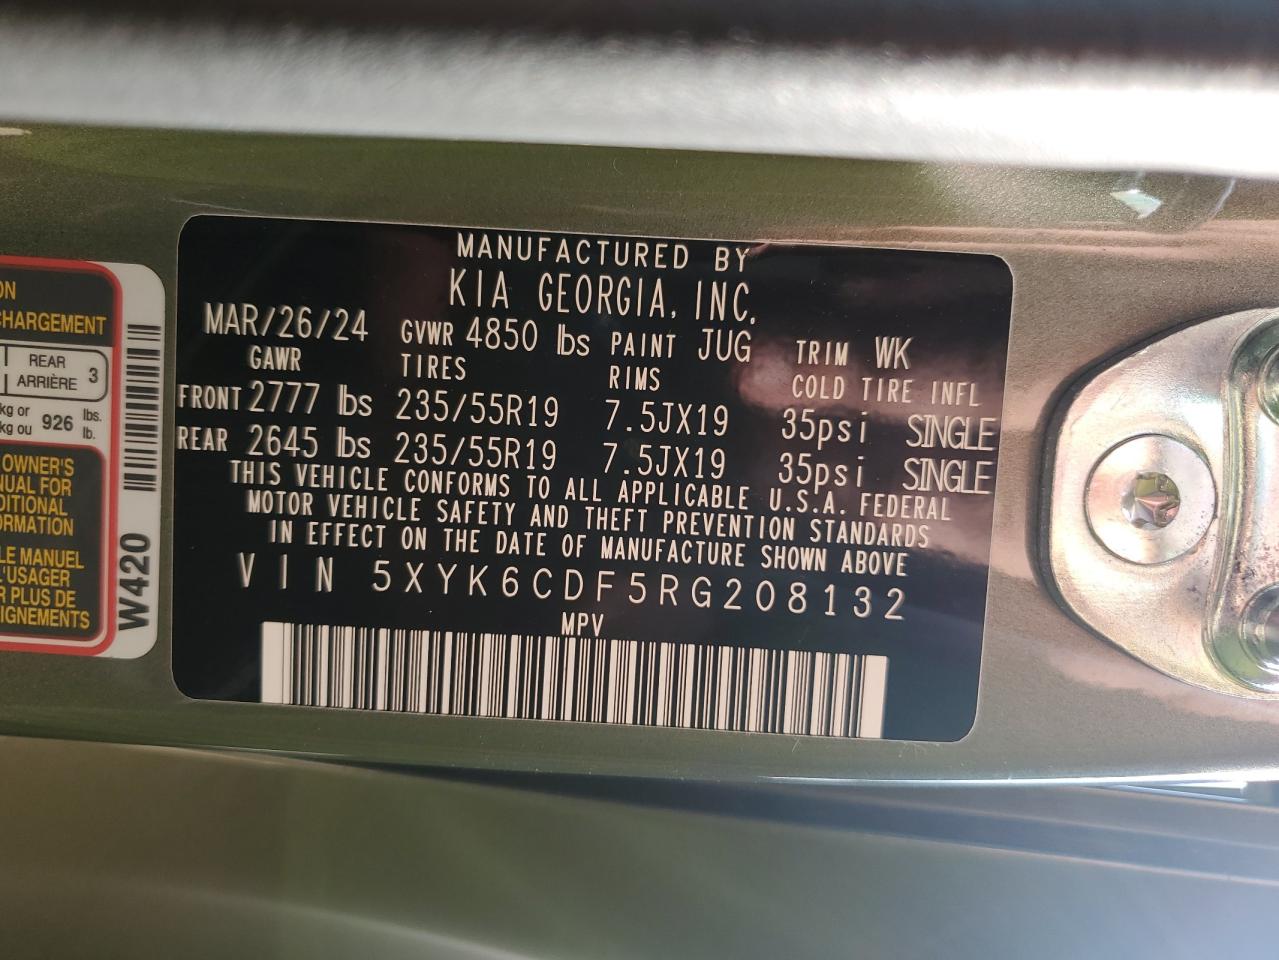 MANUFACTURED BY
KIA GEORGIA, INC.
MAR/26/24 GVWR 4850 lbs PAINT JUG TRIM WK
GAWR TIRES RIMS COLD TIRE INFL
FRONT 2777 lbs 235/55R19 7.5JX19 35psi SINGLE
REAR 2645 lbs 235/55R19 7.5JX19 35psi SINGLE
THIS VEHICLE CONFORMS TO ALL APPLICABLE U.S.A. FEDERAL
MOTOR VEHICLE SAFETY AND THEFT PREVENTION STANDARDS
IN EFFECT ON THE DATE OF MANUFACTURE SHOWN ABOVE
VIN 5XYK6CDF5RG208132
MPV
ON
CHARGEMENT
REAR
ARRIÈRE 3
kg or 926 lbs.
kg ou lb.
OWNER'S
NUAL FOR
DITIONAL
ORMATION
LE MANUEL
L'USAGER
R PLUS DE
IGNEMENTS
W420